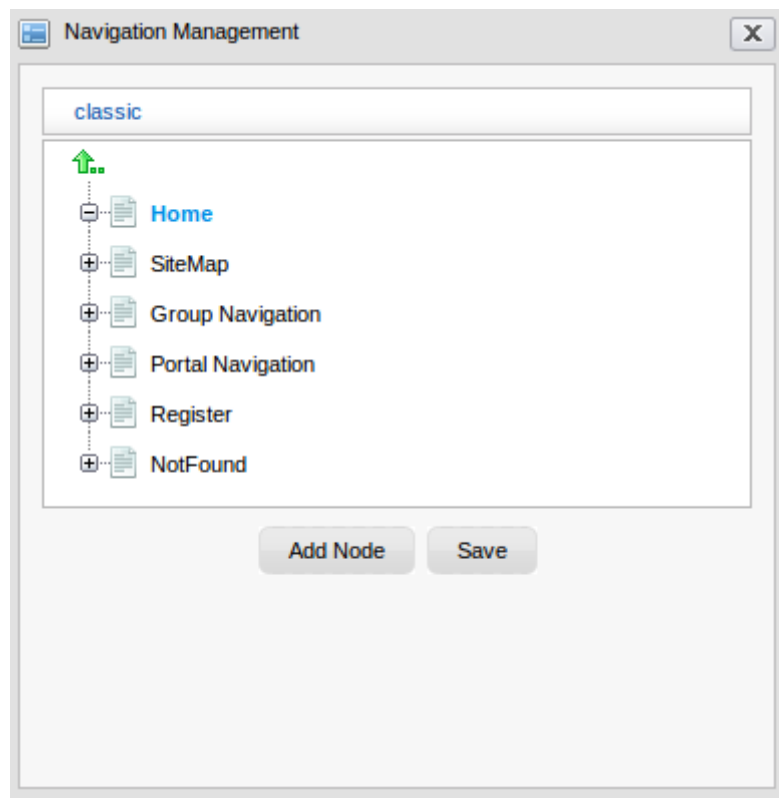 Navigation Management
X
classic
Home
SiteMap
Group Navigation
Portal Navigation
Register
NotFound
Add Node Save